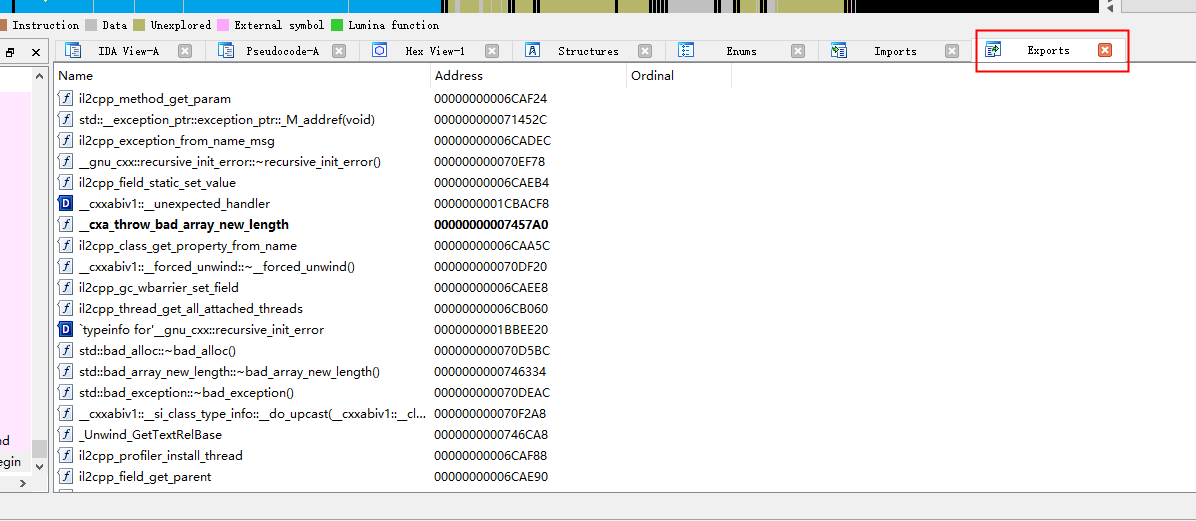 Instruction Data Unexplored External symbol Lumina function
IDA View-A Pseudocode-A Hex View-1 Structures Enums Imports Exports
Name Address Ordinal
il2cpp_method_get_param 00000000006CAF24
std::__exception_ptr::exception_ptr::_M_addref(void) 000000000071452C
il2cpp_exception_from_name_msg 00000000006CADEC
__gnu_cxx::recursive_init_error::~recursive_init_error() 000000000070EF78
il2cpp_field_static_set_value 00000000006CAEB4
__cxxabiv1::__unexpected_handler 0000000001CBACF8
__cxa_throw_bad_array_new_length 00000000007457A0
il2cpp_class_get_property_from_name 00000000006CAA5C
__cxxabiv1::__forced_unwind::~__forced_unwind() 000000000070DF20
il2cpp_gc_wbarrier_set_field 00000000006CAEE8
il2cpp_thread_get_all_attached_threads 00000000006CB060
`typeinfo for'__gnu_cxx::recursive_init_error 0000000001BBEE20
std::bad_alloc::~bad_alloc() 000000000070D5BC
std::bad_array_new_length::~bad_array_new_length() 0000000000746334
std::bad_exception::~bad_exception() 000000000070DEAC
__cxxabiv1::__si_class_type_info::__do_upcast(__cxxabiv1::__cl... 000000000070F2A8
_Unwind_GetTextRelBase 0000000000746CA8
nd
il2cpp_profiler_install_thread 00000000006CAF88
egin
il2cpp_field_get_parent 00000000006CAE90